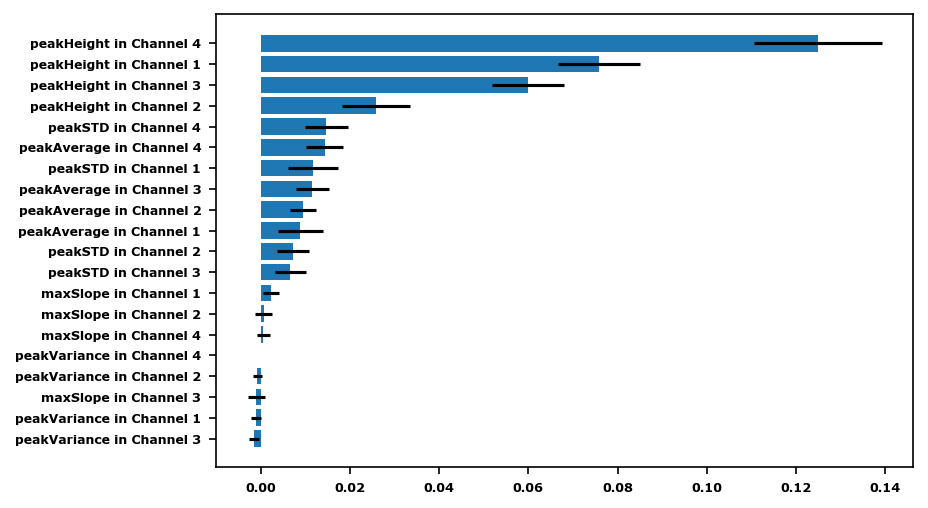 peakHeight in Channel 4
peakHeight in Channel 1
peakHeight in Channel 3
peakHeight in Channel 2
peakSTD in Channel 4
peakAverage in Channel 4
peakSTD in Channel 1
peakAverage in Channel 3
peakAverage in Channel 2
peakAverage in Channel 1
peakSTD in Channel 2
peakSTD in Channel 3
maxSlope in Channel 1
maxSlope in Channel 2
maxSlope in Channel 4
peakVariance in Channel 4
peakVariance in Channel 2
maxSlope in Channel 3
peakVariance in Channel 1
peakVariance in Channel 3
0.00 0.02 0.04 0.06 0.08 0.10 0.12 0.14